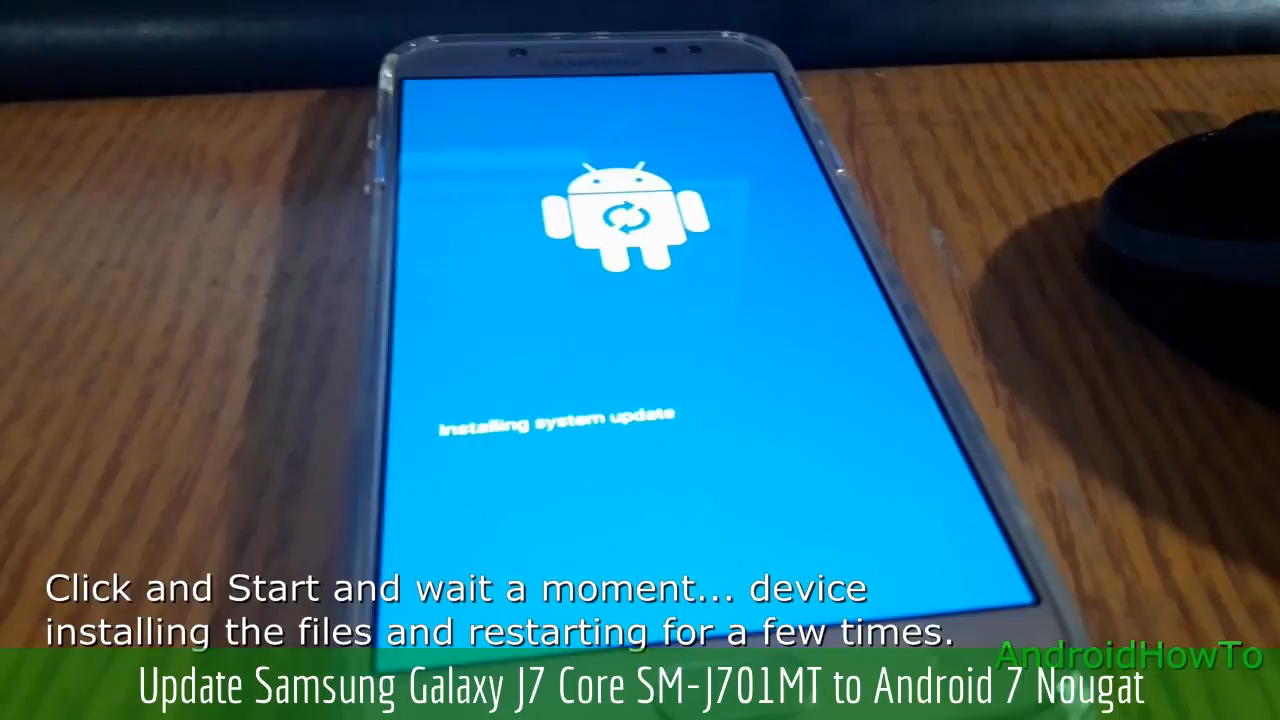 SAMSUNG
Installing system update
Click and Start and wait a moment... device
installing the files and restarting for a few times.
AndroidHowTo
Update Samsung Galaxy J7 Core SM-J701MT to Android 7 Nougat